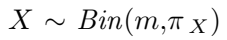 X ∼ Bin(m,π_X)